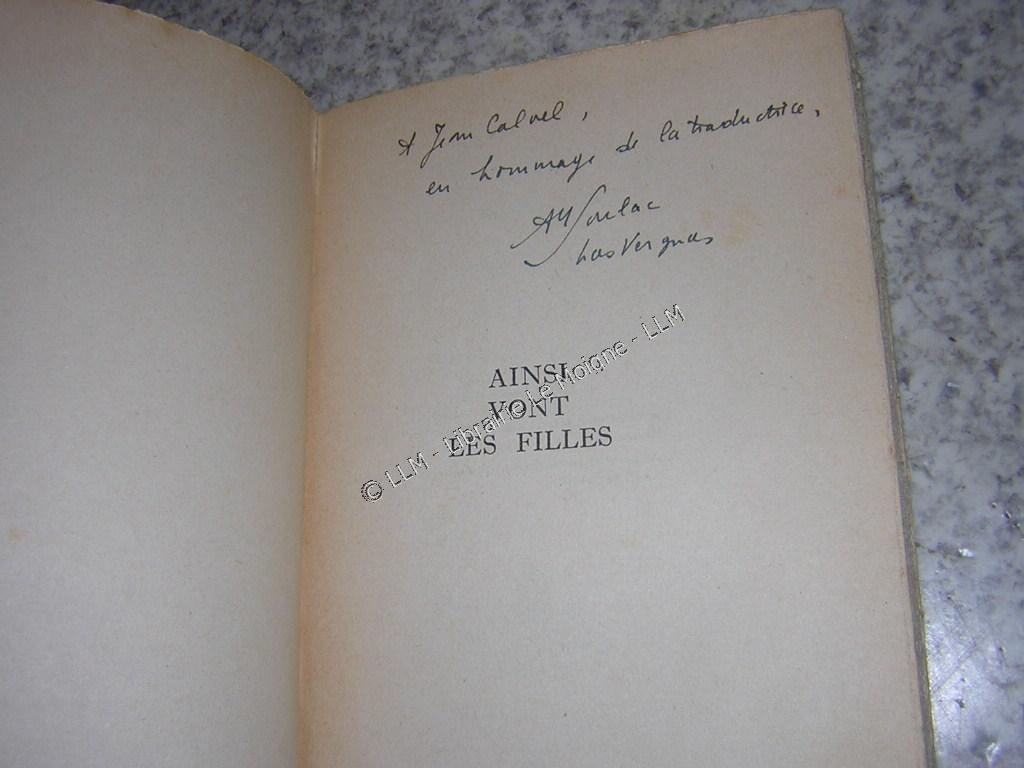 A Jean Calvel,
en hommage de la traductrice,
AM Soulac
Las Vergnas
AINSI
VONT
LES FILLES
© LLM - Librairie Le Moigne - LLM